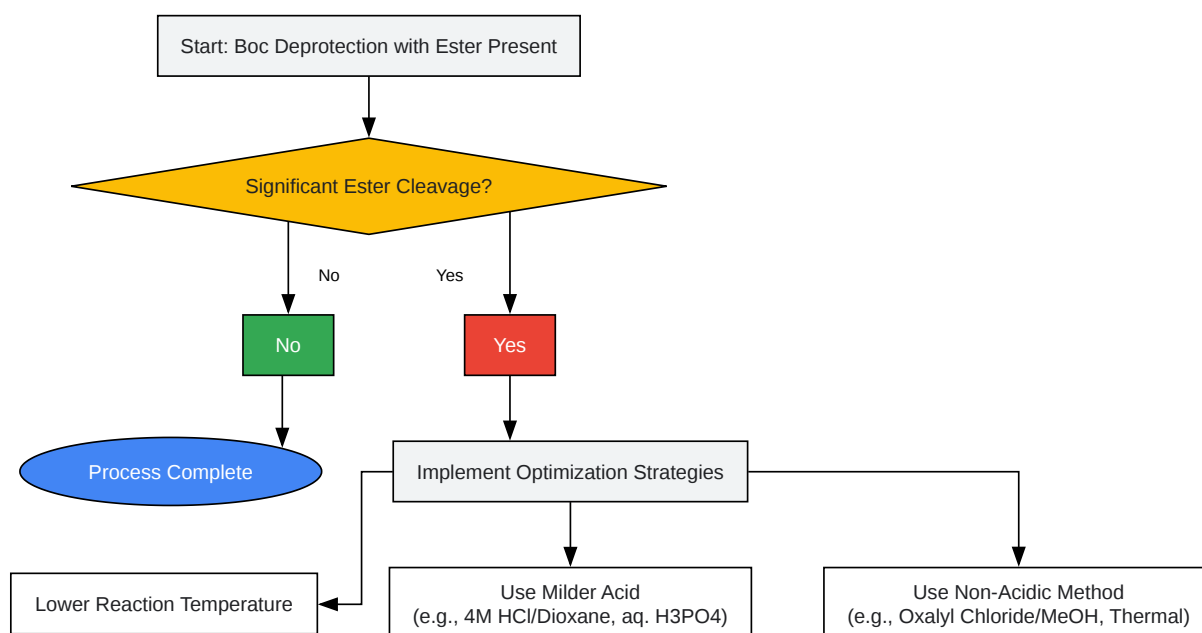 Start: Boc Deprotection with Ester Present
Significant Ester Cleavage?
No
Yes
No
Yes
Process Complete
Implement Optimization Strategies
Lower Reaction Temperature
Use Milder Acid
(e.g., 4M HCl/Dioxane, aq. H3PO4)
Use Non-Acidic Method
(e.g., Oxalyl Chloride/MeOH, Thermal)